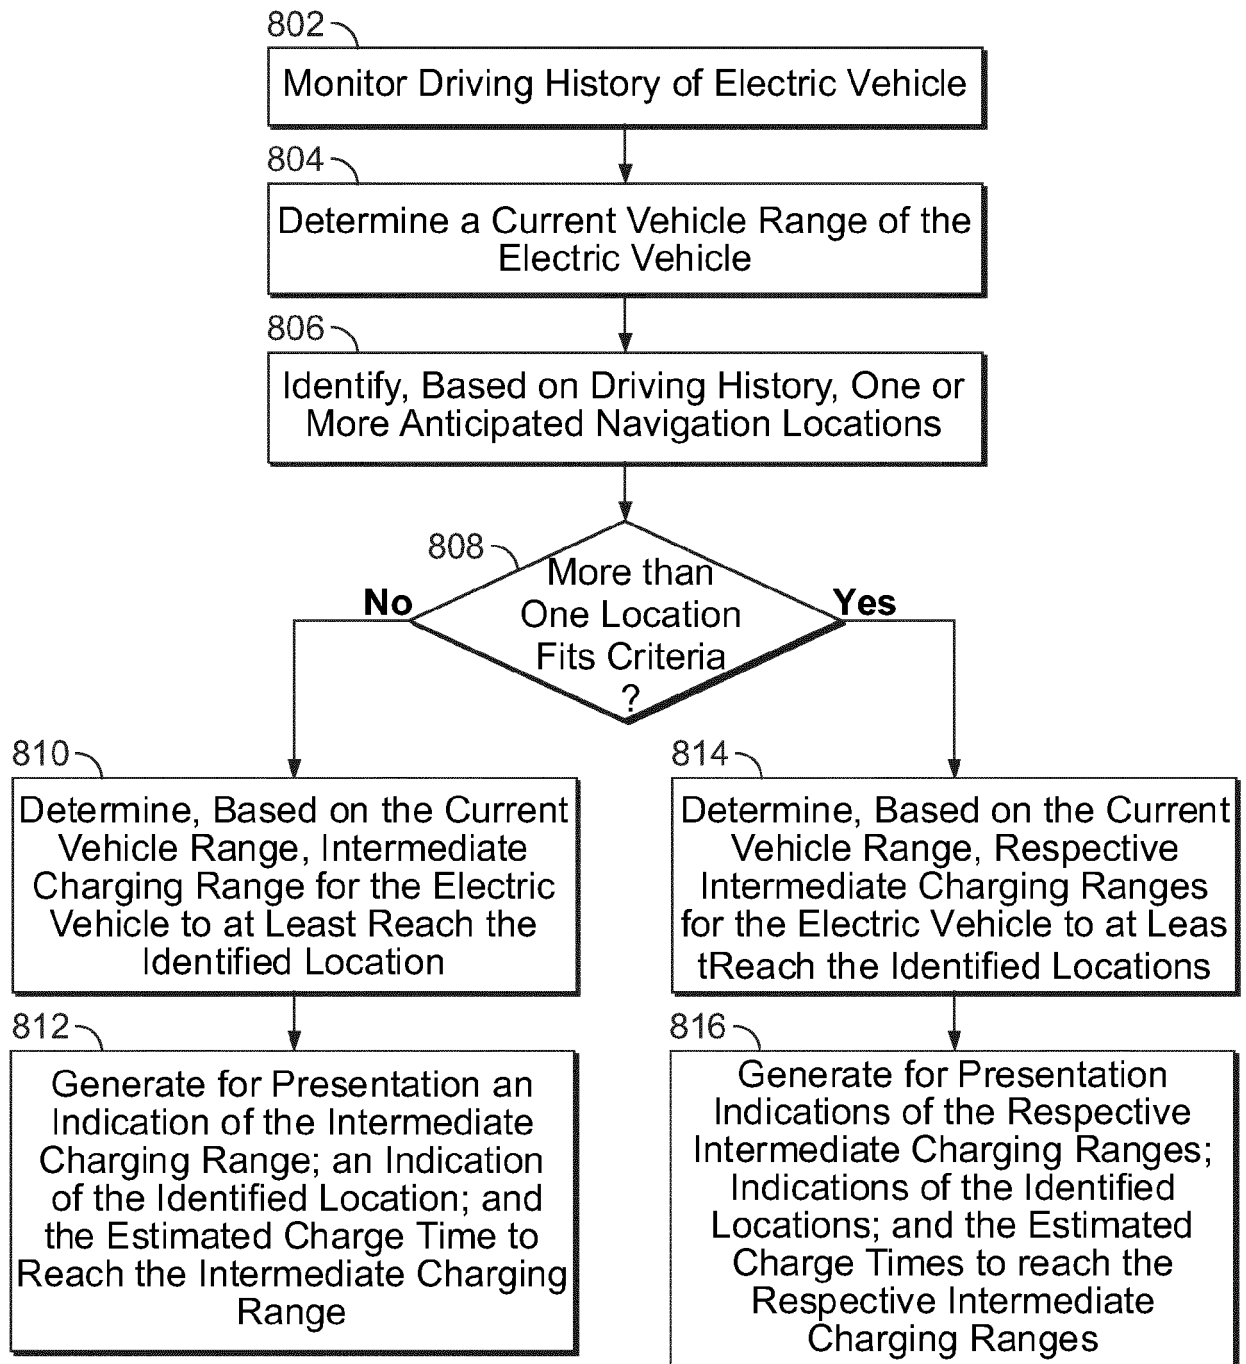 802
Monitor Driving History of Electric Vehicle
804
Determine a Current Vehicle Range of the
Electric Vehicle
806
Identify, Based on Driving History, One or
More Anticipated Navigation Locations
808
More than
One Location
Fits Criteria
?
No
Yes
810
Determine, Based on the Current
Vehicle Range, Intermediate
Charging Range for the Electric
Vehicle to at Least Reach the
Identified Location
814
Determine, Based on the Current
Vehicle Range, Respective
Intermediate Charging Ranges
for the Electric Vehicle to at Leas
tReach the Identified Locations
812
Generate for Presentation an
Indication of the Intermediate
Charging Range; an Indication
of the Identified Location; and
the Estimated Charge Time to
Reach the Intermediate Charging
Range
816
Generate for Presentation
Indications of the Respective
Intermediate Charging Ranges;
Indications of the Identified
Locations; and the Estimated
Charge Times to reach the
Respective Intermediate
Charging Ranges